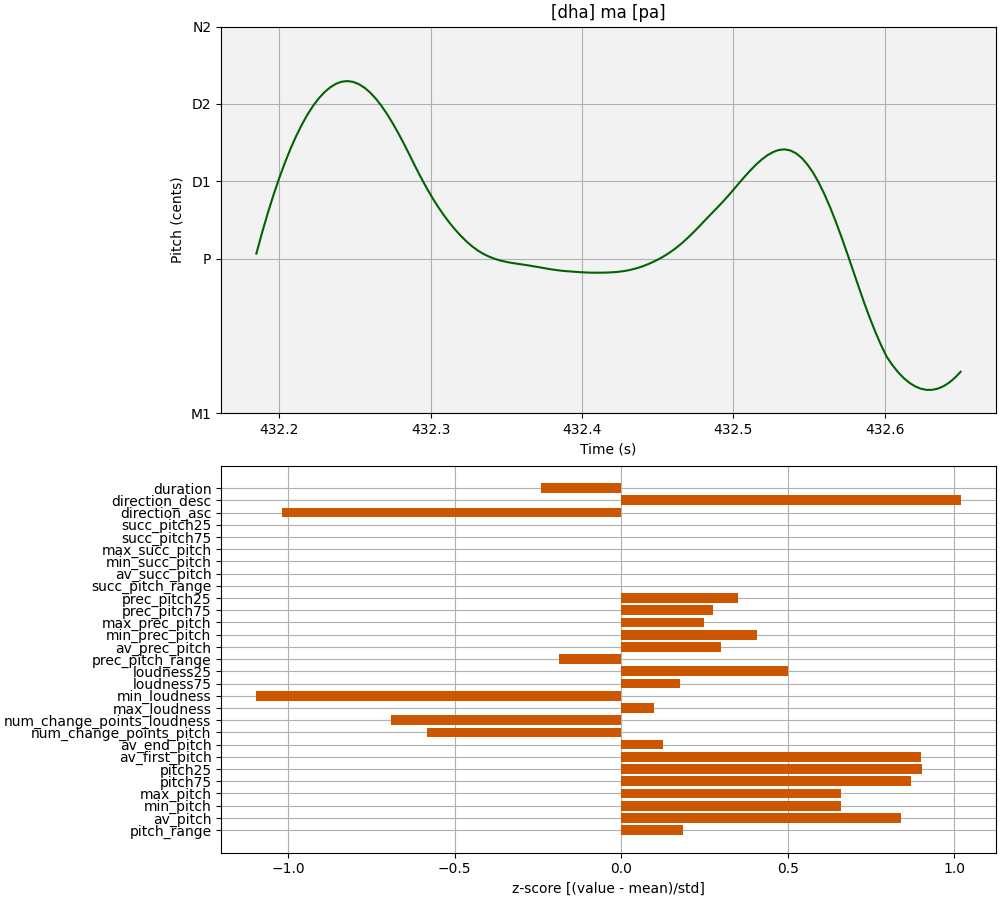 [dha] ma [pa]
N2
D2
D1
P
M1
Pitch (cents)
432.2 432.3 432.4 432.5 432.6
Time (s)
duration
direction_desc
direction_asc
succ_pitch25
succ_pitch75
max_succ_pitch
min_succ_pitch
av_succ_pitch
succ_pitch_range
prec_pitch25
prec_pitch75
max_prec_pitch
min_prec_pitch
av_prec_pitch
prec_pitch_range
loudness25
loudness75
min_loudness
max_loudness
num_change_points_loudness
num_change_points_pitch
av_end_pitch
av_first_pitch
pitch25
pitch75
max_pitch
min_pitch
av_pitch
pitch_range
−1.0 −0.5 0.0 0.5 1.0
z-score [(value - mean)/std]